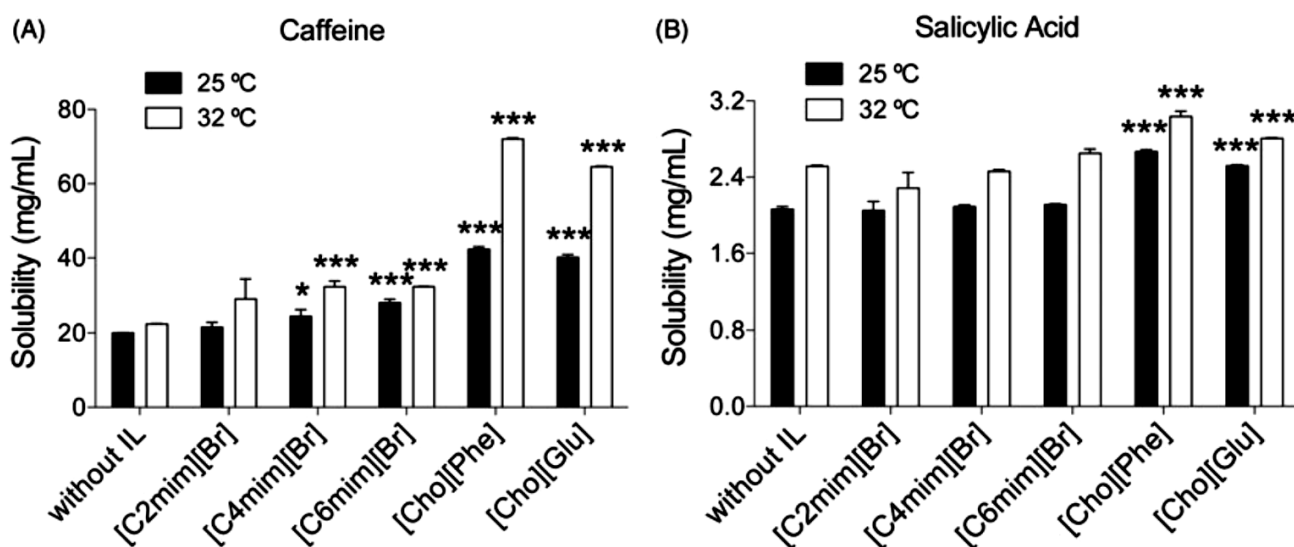 (A)
Caffeine
25 ºC
32 ºC
Solubility (mg/mL)
80
60
40
20
0
***
***
***
***
***
***
***
*
without IL
[C2mim][Br]
[C4mim][Br]
[C6mim][Br]
[Cho][Phe]
[Cho][Glu]
(B)
Salicylic Acid
25 ºC
32 ºC
Solubility (mg/mL)
3.2
2.4
1.6
0.8
0.0
***
***
***
***
without IL
[C2mim][Br]
[C4mim][Br]
[C6mim][Br]
[Cho][Phe]
[Cho][Glu]